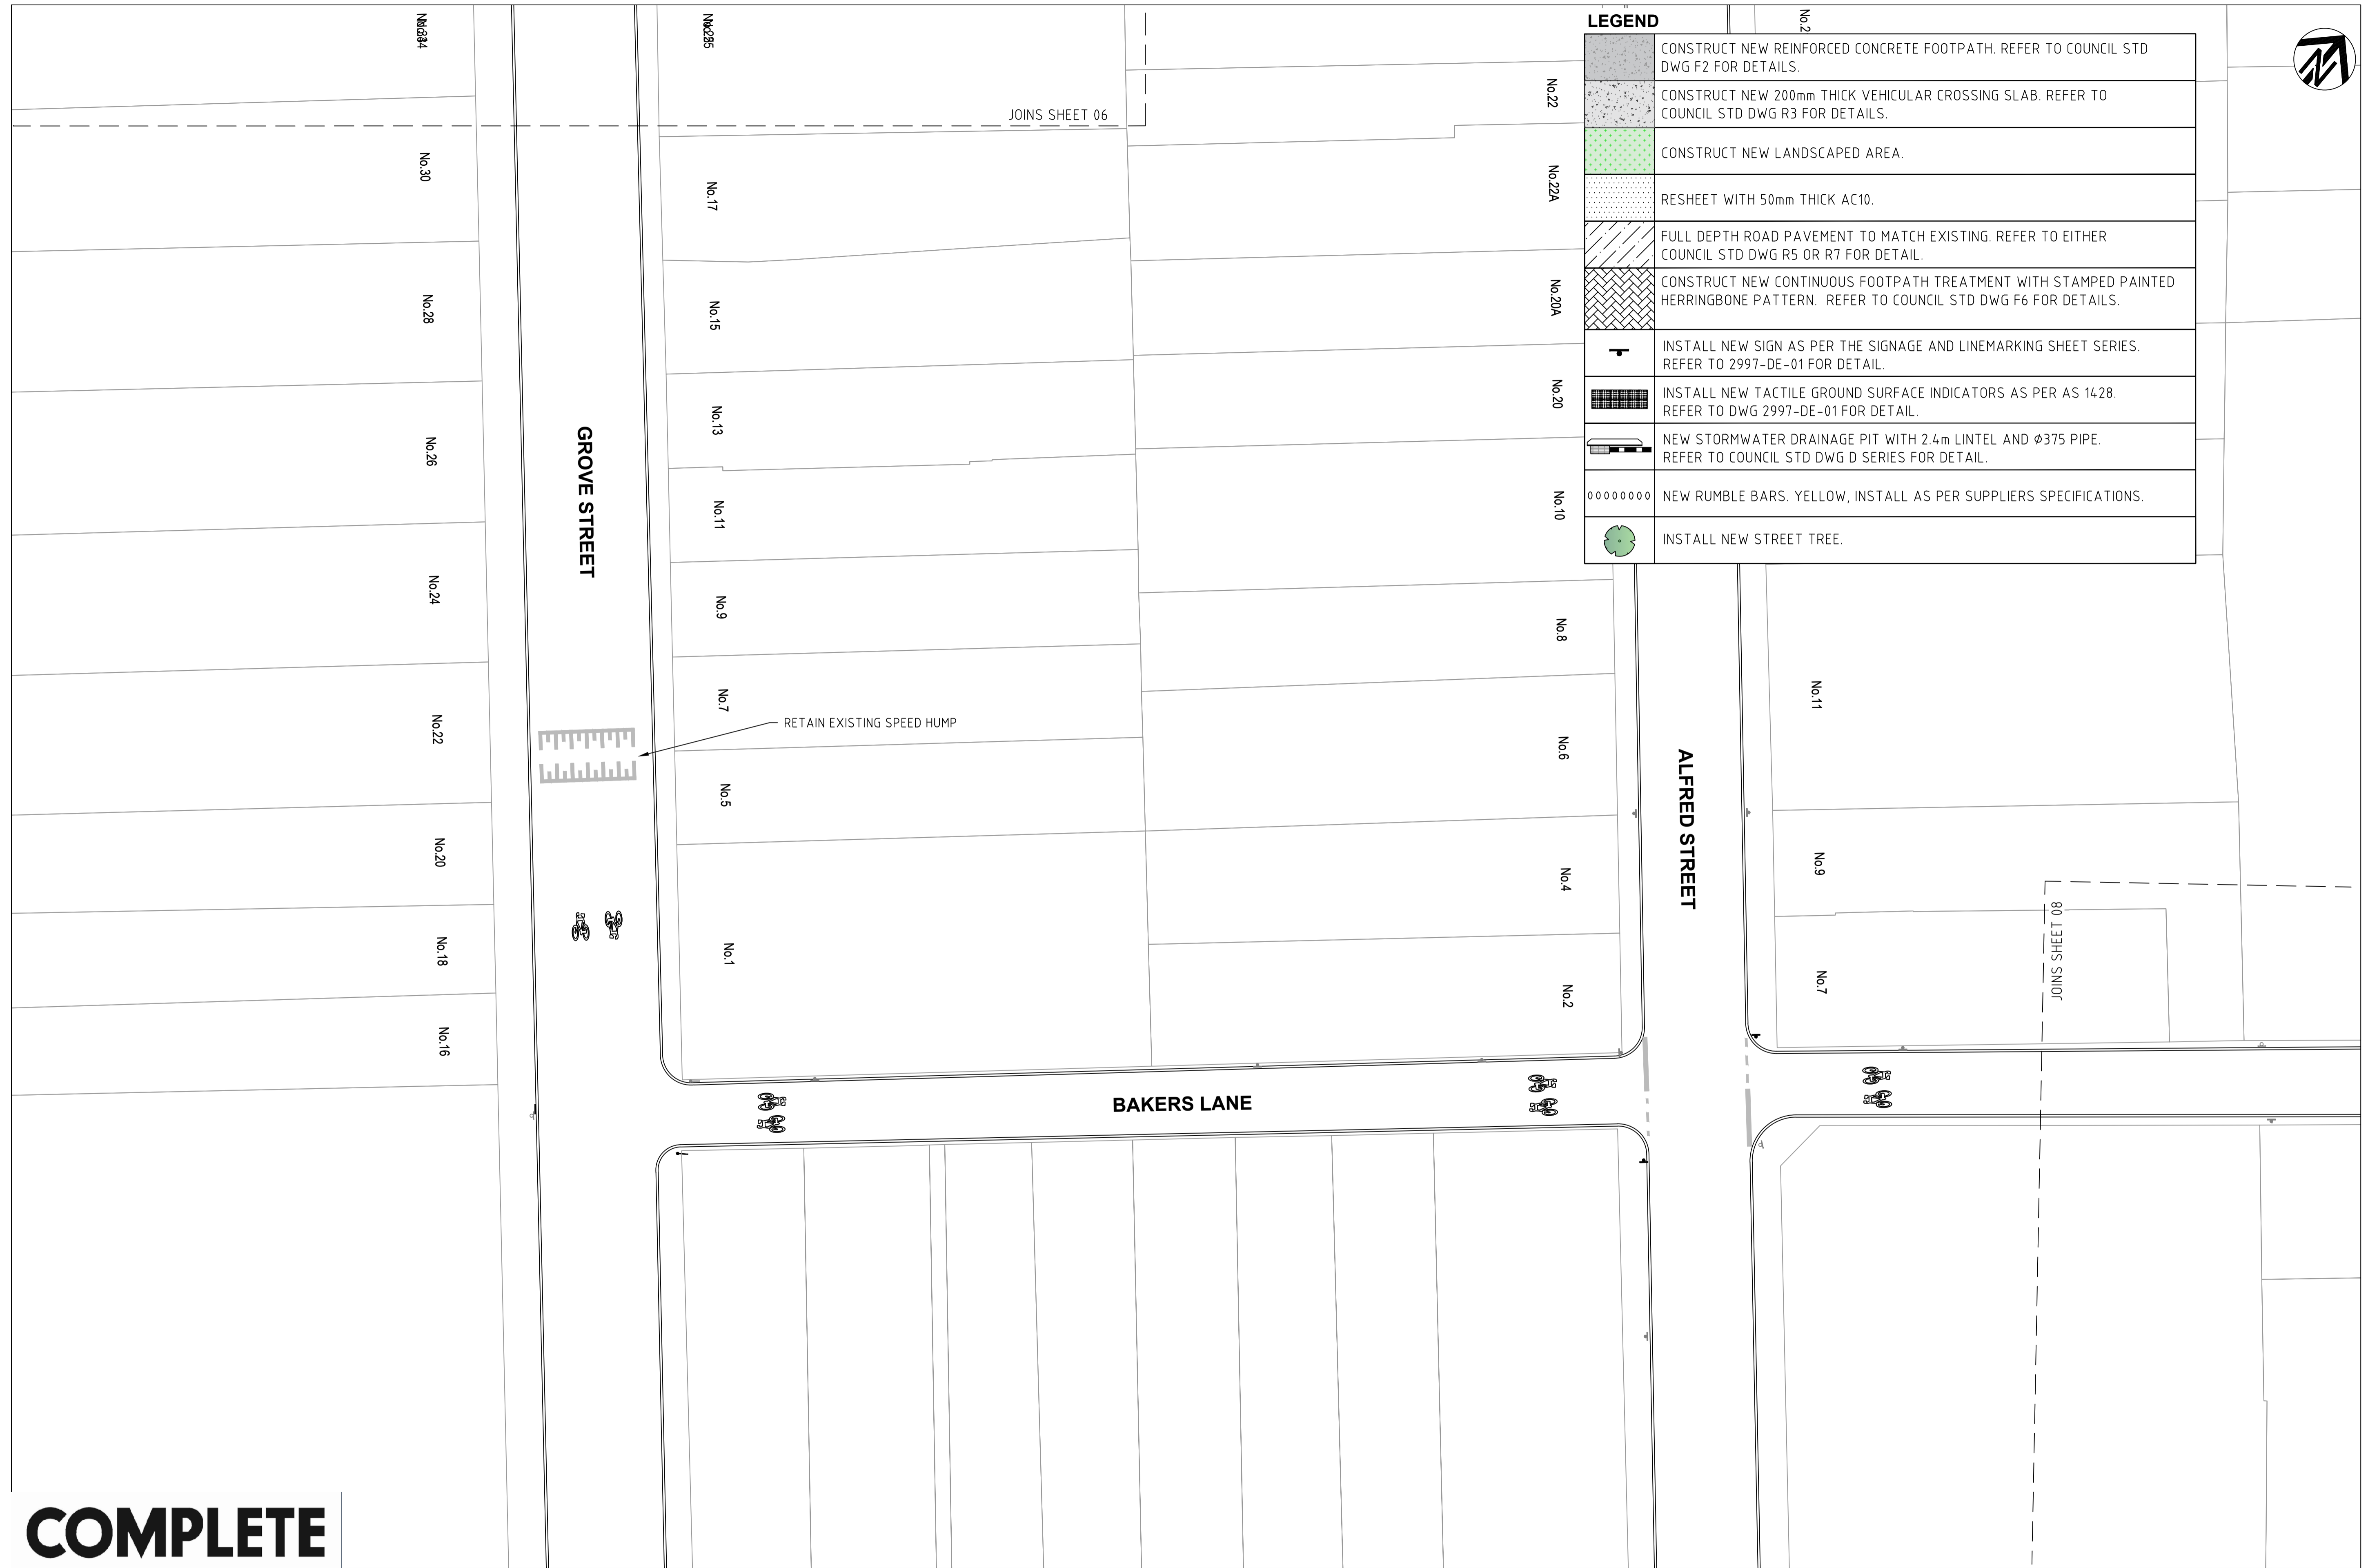 LEGEND
CONSTRUCT NEW REINFORCED CONCRETE FOOTPATH. REFER TO COUNCIL STD
DWG F2 FOR DETAILS.
CONSTRUCT NEW 200mm THICK VEHICULAR CROSSING SLAB. REFER TO
COUNCIL STD DWG R3 FOR DETAILS.
CONSTRUCT NEW LANDSCAPED AREA.
RESHEET WITH 50mm THICK AC10.
FULL DEPTH ROAD PAVEMENT TO MATCH EXISTING. REFER TO EITHER
COUNCIL STD DWG R5 OR R7 FOR DETAIL.
CONSTRUCT NEW CONTINUOUS FOOTPATH TREATMENT WITH STAMPED PAINTED
HERRINGBONE PATTERN. REFER TO COUNCIL STD DWG F6 FOR DETAILS.
INSTALL NEW SIGN AS PER THE SIGNAGE AND LINEMARKING SHEET SERIES.
REFER TO 2997-DE-01 FOR DETAIL.
INSTALL NEW TACTILE GROUND SURFACE INDICATORS AS PER AS 1428.
REFER TO DWG 2997-DE-01 FOR DETAIL.
NEW STORMWATER DRAINAGE PIT WITH 2.4m LINTEL AND Ø375 PIPE.
REFER TO COUNCIL STD DWG D SERIES FOR DETAIL.
NEW RUMBLE BARS. YELLOW, INSTALL AS PER SUPPLIERS SPECIFICATIONS.
INSTALL NEW STREET TREE.
JOINS SHEET 06
No.30
No.28
No.26
No.24
No.22
No.20
No.18
No.16
GROVE STREET
No.17
No.15
No.13
No.11
No.9
No.7
No.5
No.1
RETAIN EXISTING SPEED HUMP
No.22
No.22A
No.20A
No.20
No.10
No.8
No.6
No.4
No.2
ALFRED STREET
No.2
No.11
No.9
No.7
JOINS SHEET 08
BAKERS LANE
COMPLETE